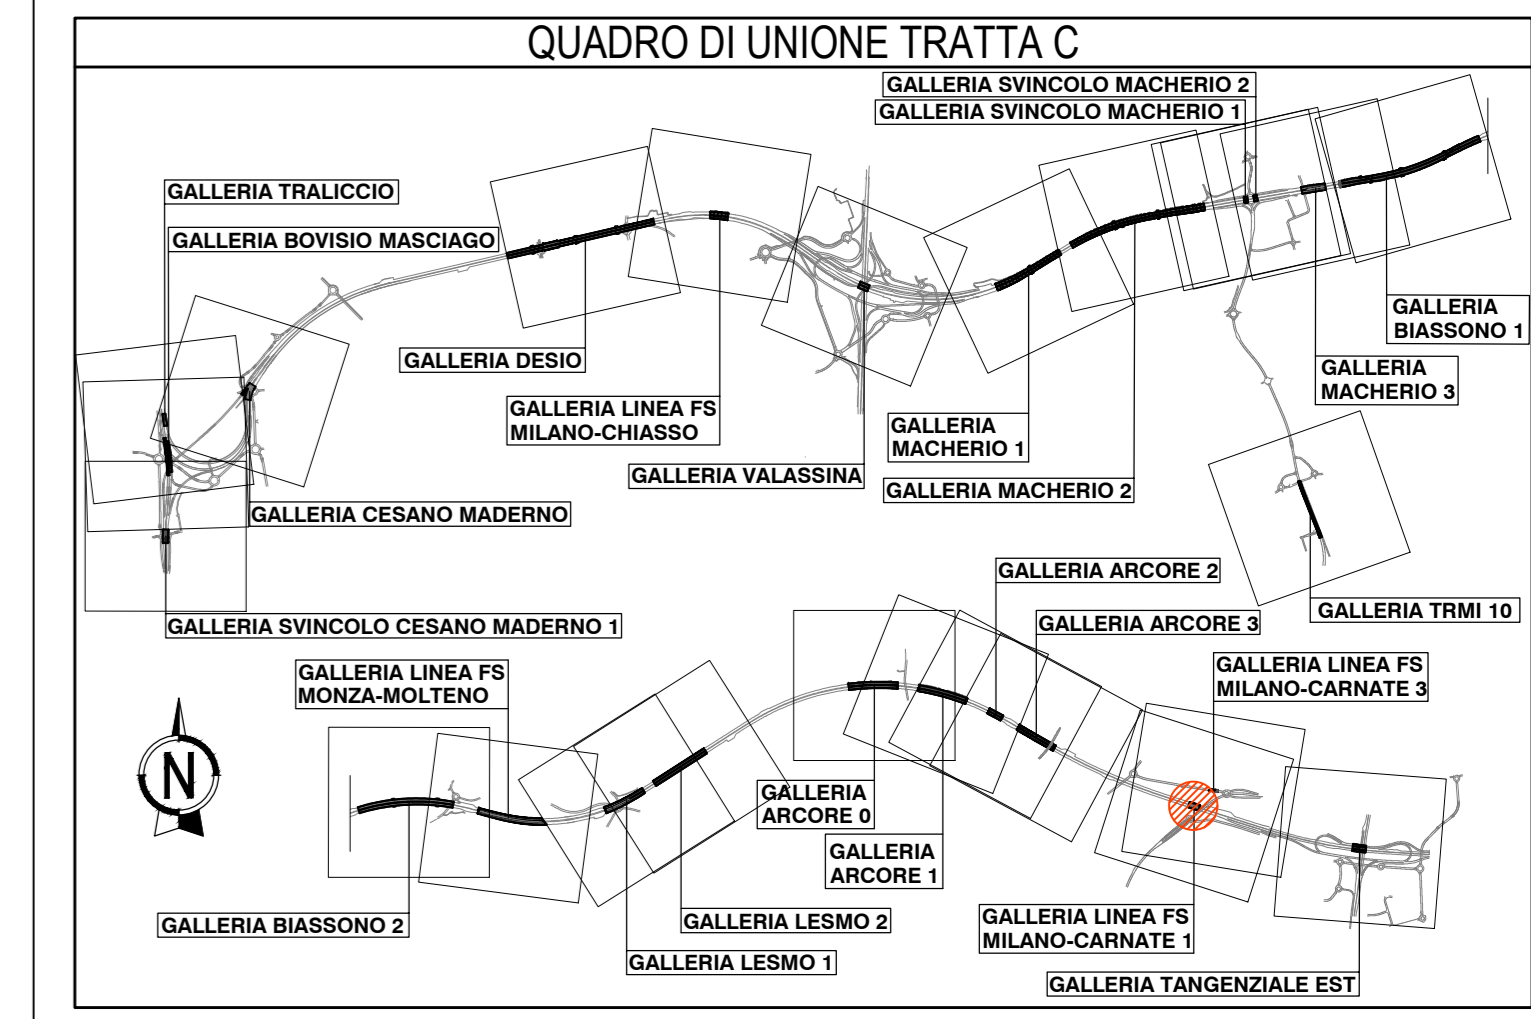 QUADRO DI UNIONE TRATTA C
GALLERIA SVINCOLO MACHERIO 2
GALLERIA SVINCOLO MACHERIO 1
GALLERIA TRALICCIO
GALLERIA BOVISIO MASCIAGO
GALLERIA DESIO
GALLERIA LINEA FS
MILANO-CHIASSO
GALLERIA VALASSINA
GALLERIA
MACHERIO 1
GALLERIA MACHERIO 2
GALLERIA
BIASSONO 1
GALLERIA
MACHERIO 3
GALLERIA CESANO MADERNO
GALLERIA SVINCOLO CESANO MADERNO 1
GALLERIA TRMI 10
GALLERIA ARCORE 2
GALLERIA ARCORE 3
GALLERIA LINEA FS
MONZA-MOLTENO
GALLERIA LINEA FS
MILANO-CARNATE 3
N
GALLERIA
ARCORE 0
GALLERIA
ARCORE 1
GALLERIA BIASSONO 2
GALLERIA LESMO 2
GALLERIA LESMO 1
GALLERIA LINEA FS
MILANO-CARNATE 1
GALLERIA TANGENZIALE EST